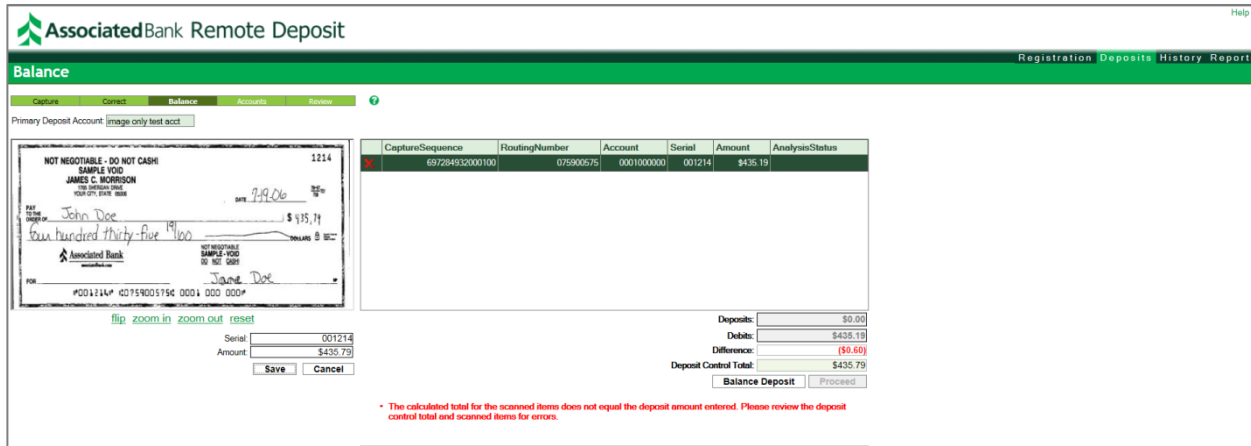 Help
AssociatedBank Remote Deposit
Registration Deposits History Report
Balance
Capture Correct Balance Accounts Review ?
Primary Deposit Account: image only test acct
NOT NEGOTIABLE - DO NOT CASH! 1214
SAMPLE VOID
JAMES C. MORRISON
YOUR CITY, STATE
DATE 7-19-06
PAY TO THE ORDER OF John Doe $ 435.79
four hundred thirty-five 19/100 DOLLARS
Associated Bank
NOT NEGOTIABLE
SAMPLE - VOID
DO NOT CASH!
FOR Jane Doe
⑈001214⑈ ⑆075900575⑆ 0001 000 000⑈
flip zoom in zoom out reset
Serial: 001214
Amount: $435.79
Save Cancel
CaptureSequence RoutingNumber Account Serial Amount AnalysisStatus
697284932000100 075900575 0001000000 001214 $435.19
Deposits: $0.00
Debits: $435.19
Difference: ($0.60)
Deposit Control Total: $435.79
Balance Deposit Proceed
• The calculated total for the scanned items does not equal the deposit amount entered. Please review the deposit
control total and scanned items for errors.